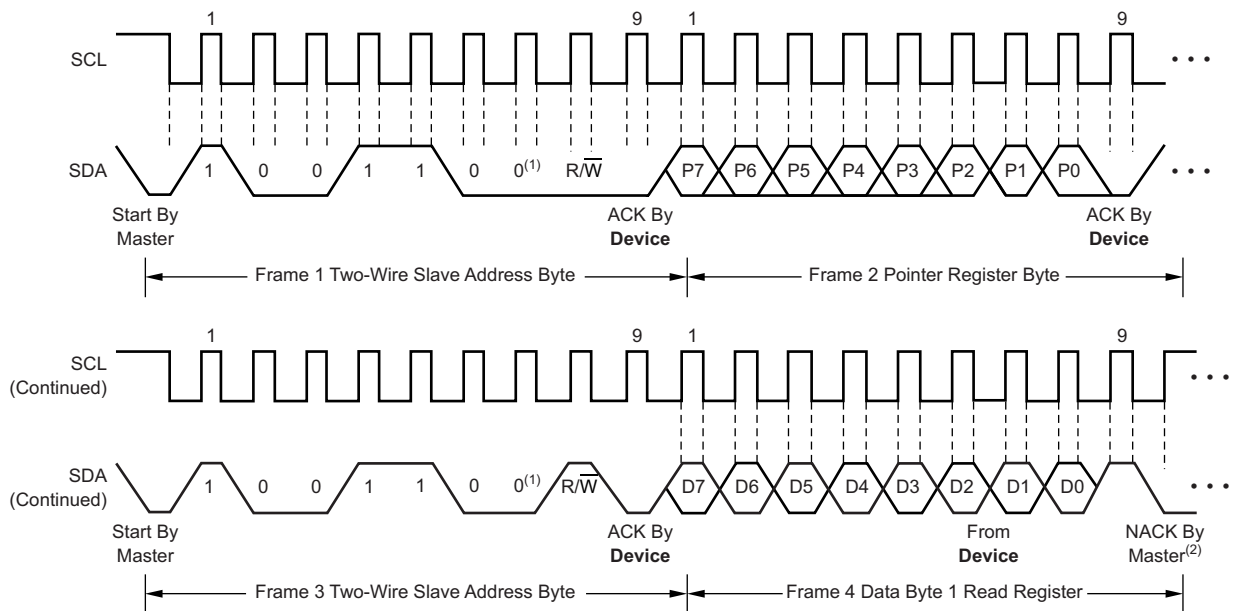 1 9 1 9
SCL
SDA
1 0 0 1 1 0 0(1) R/W̅ P7 P6 P5 P4 P3 P2 P1 P0
Start By
Master
ACK By
Device
ACK By
Device
Frame 1 Two-Wire Slave Address Byte
Frame 2 Pointer Register Byte
1 9 1 9
SCL
(Continued)
SDA
(Continued)
1 0 0 1 1 0 0(1) R/W̅ D7 D6 D5 D4 D3 D2 D1 D0
Start By
Master
ACK By
Device
From
Device
NACK By
Master(2)
Frame 3 Two-Wire Slave Address Byte
Frame 4 Data Byte 1 Read Register